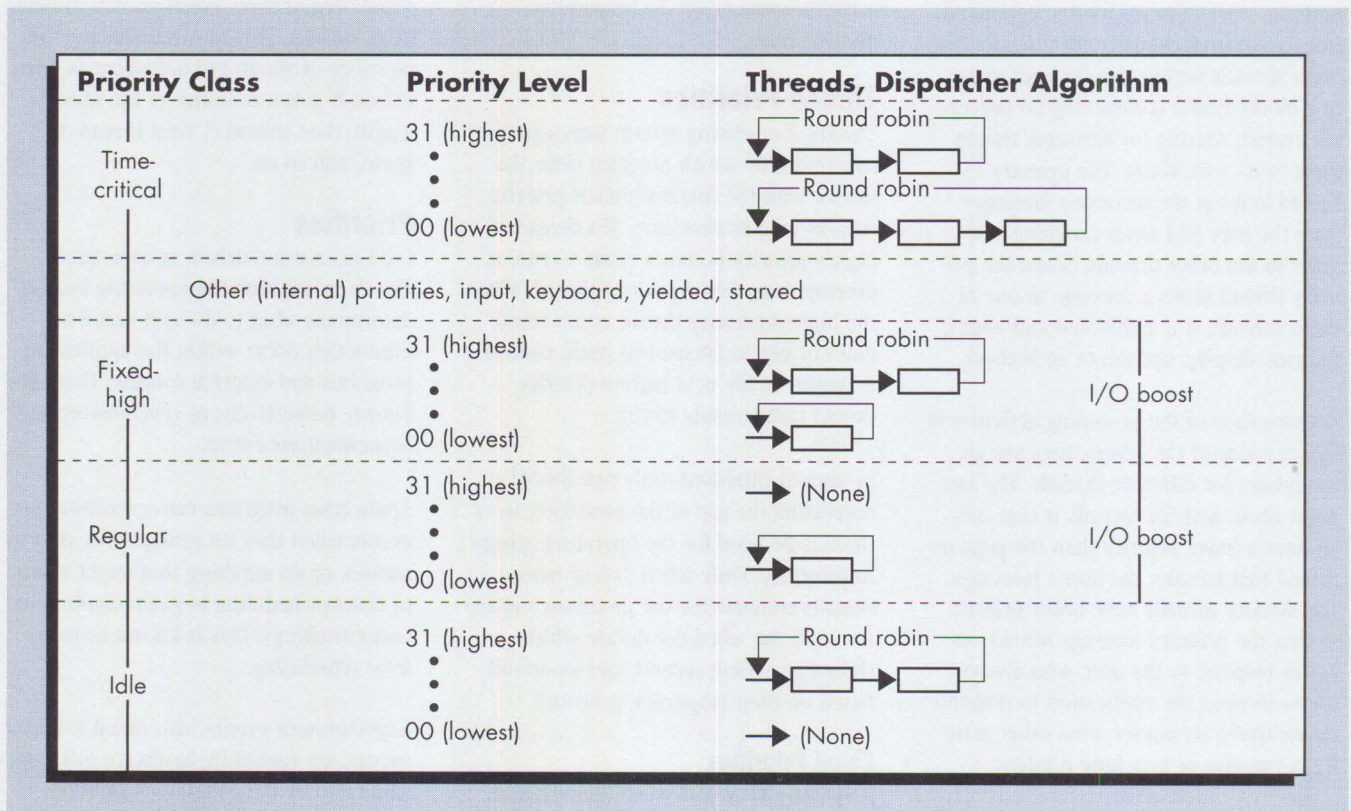 Priority Class Priority Level Threads, Dispatcher Algorithm
Time-
critical
31 (highest)
00 (lowest)
Round robin
Round robin
Other (internal) priorities, input, keyboard, yielded, starved
Fixed-
high
31 (highest)
00 (lowest)
Round robin
I/O boost
Regular
31 (highest)
00 (lowest)
(None)
I/O boost
Idle
31 (highest)
00 (lowest)
Round robin
(None)